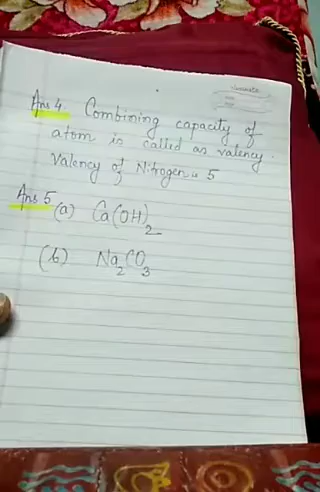 Ans 4. Combining capacity of
atom is called as valency.
Valency of Nitrogen is 5
Ans 5
(a) Ca(OH)2
(b) Na2CO3